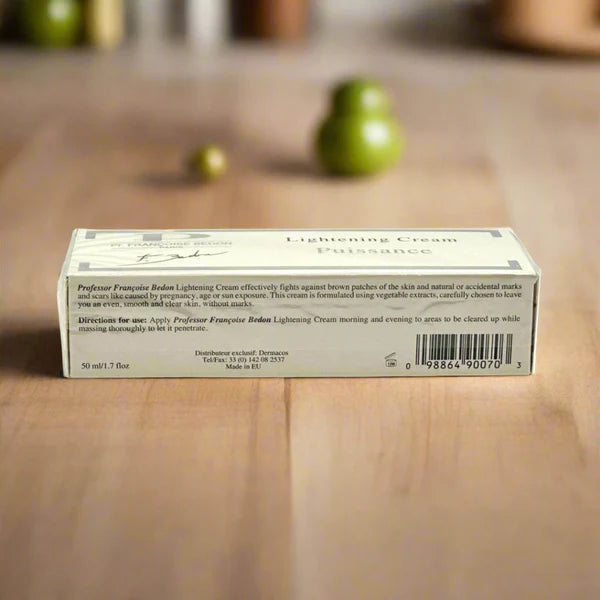 Pr FRANÇOISE BEDON
PARIS
Lightening Cream
Puissance
Professor Françoise Bedon Lightening Cream effectively fights against brown patches of the skin and natural or accidental marks
and scars like caused by pregnancy, age or sun exposure. This cream is formulated using vegetable extracts, carefully chosen to leave
you an even, smooth and clear skin, without marks.
Directions for use: Apply Professor Françoise Bedon Lightening Cream morning and evening to areas to be cleared up while
massing thoroughly to let it penetrate.
Distributeur exclusif: Dermacos
Tel/Fax: 33 (0) 142 08 2537
Made in EU
50 ml/1.7 floz
0 98864 90070 3